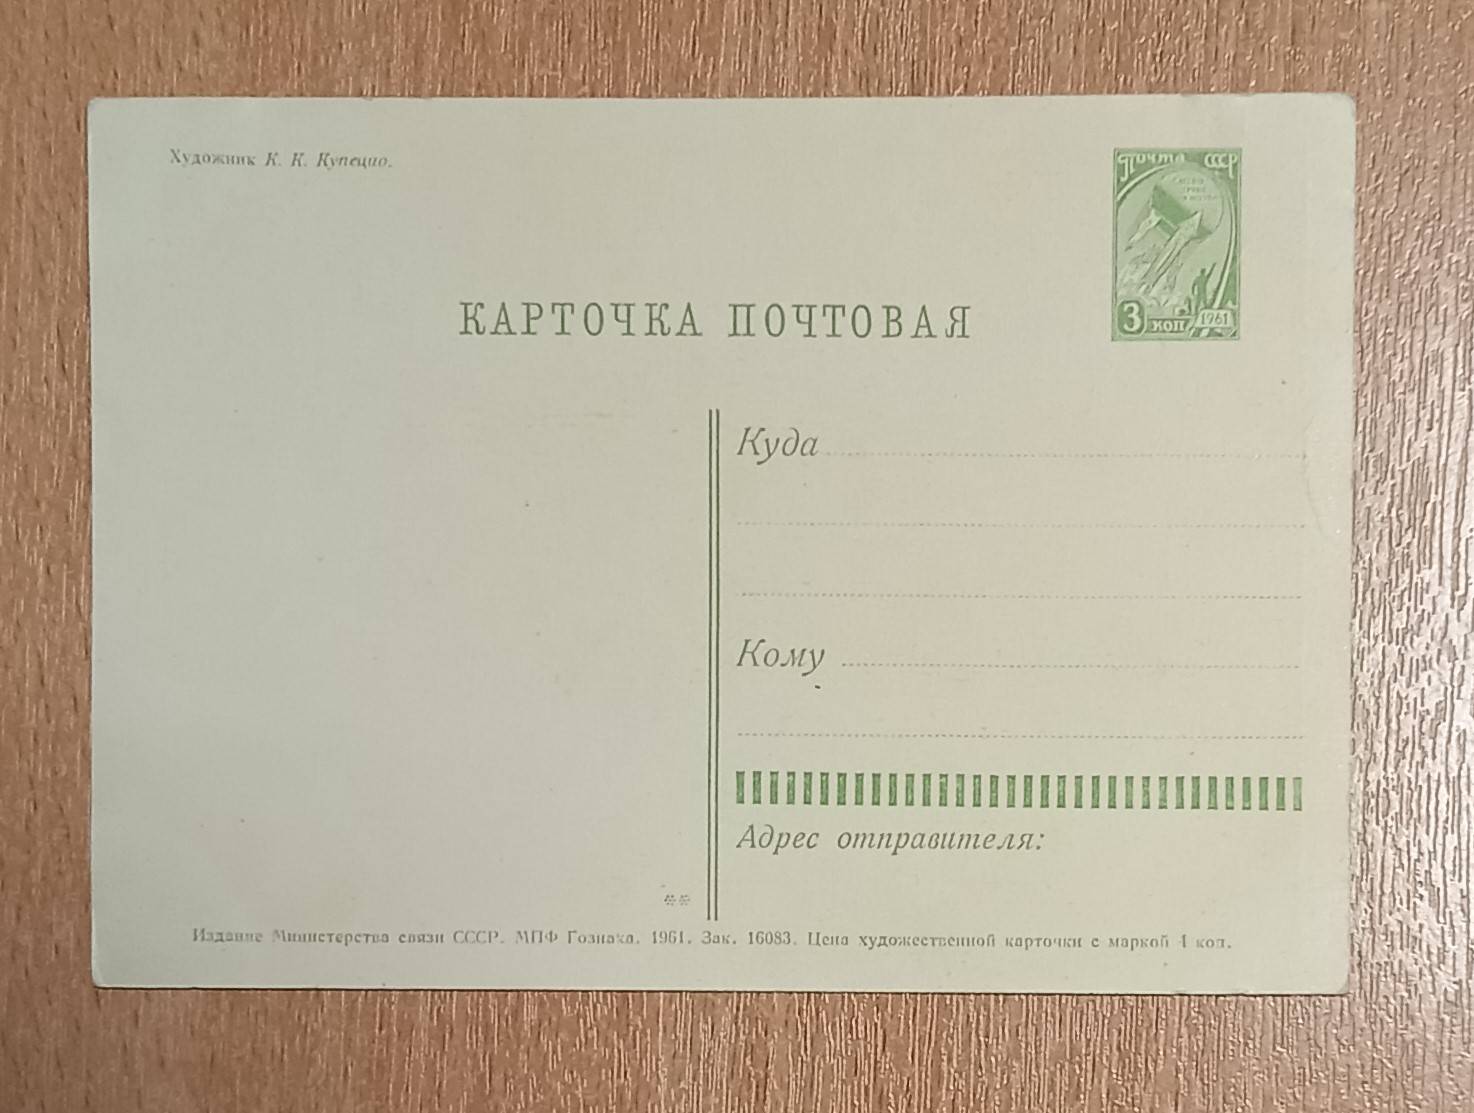 Художник К. К. Купецио.
Почта СССР
3 коп 1961
КАРТОЧКА ПОЧТОВАЯ
Куда
Кому
Адрес отправителя:
Издание Министерства связи СССР. МПФ Гознака. 1961. Зак. 16083. Цена художественной карточки с маркой 4 коп.